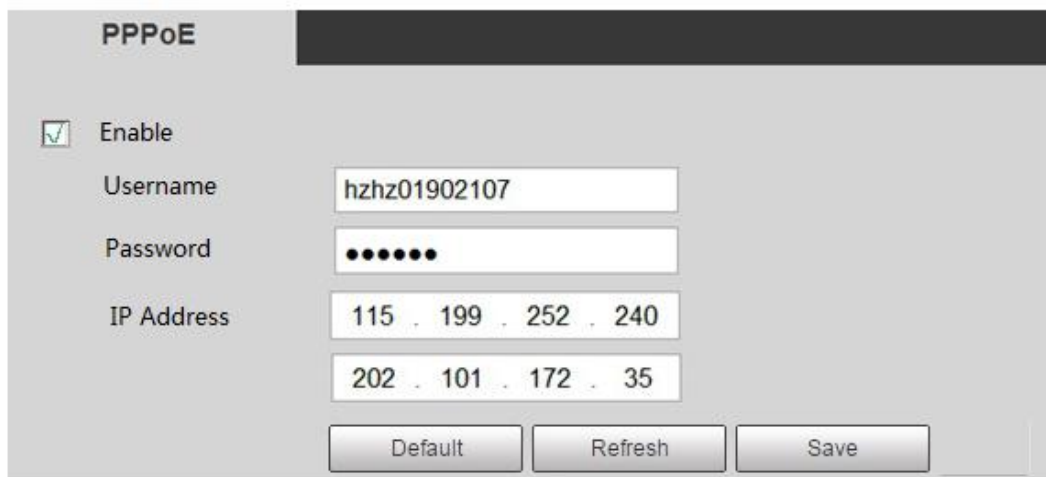 PPPoE
Enable
Username hzhz01902107
Password ●●●●●●
IP Address 115 . 199 . 252 . 240
202 . 101 . 172 . 35
Default Refresh Save